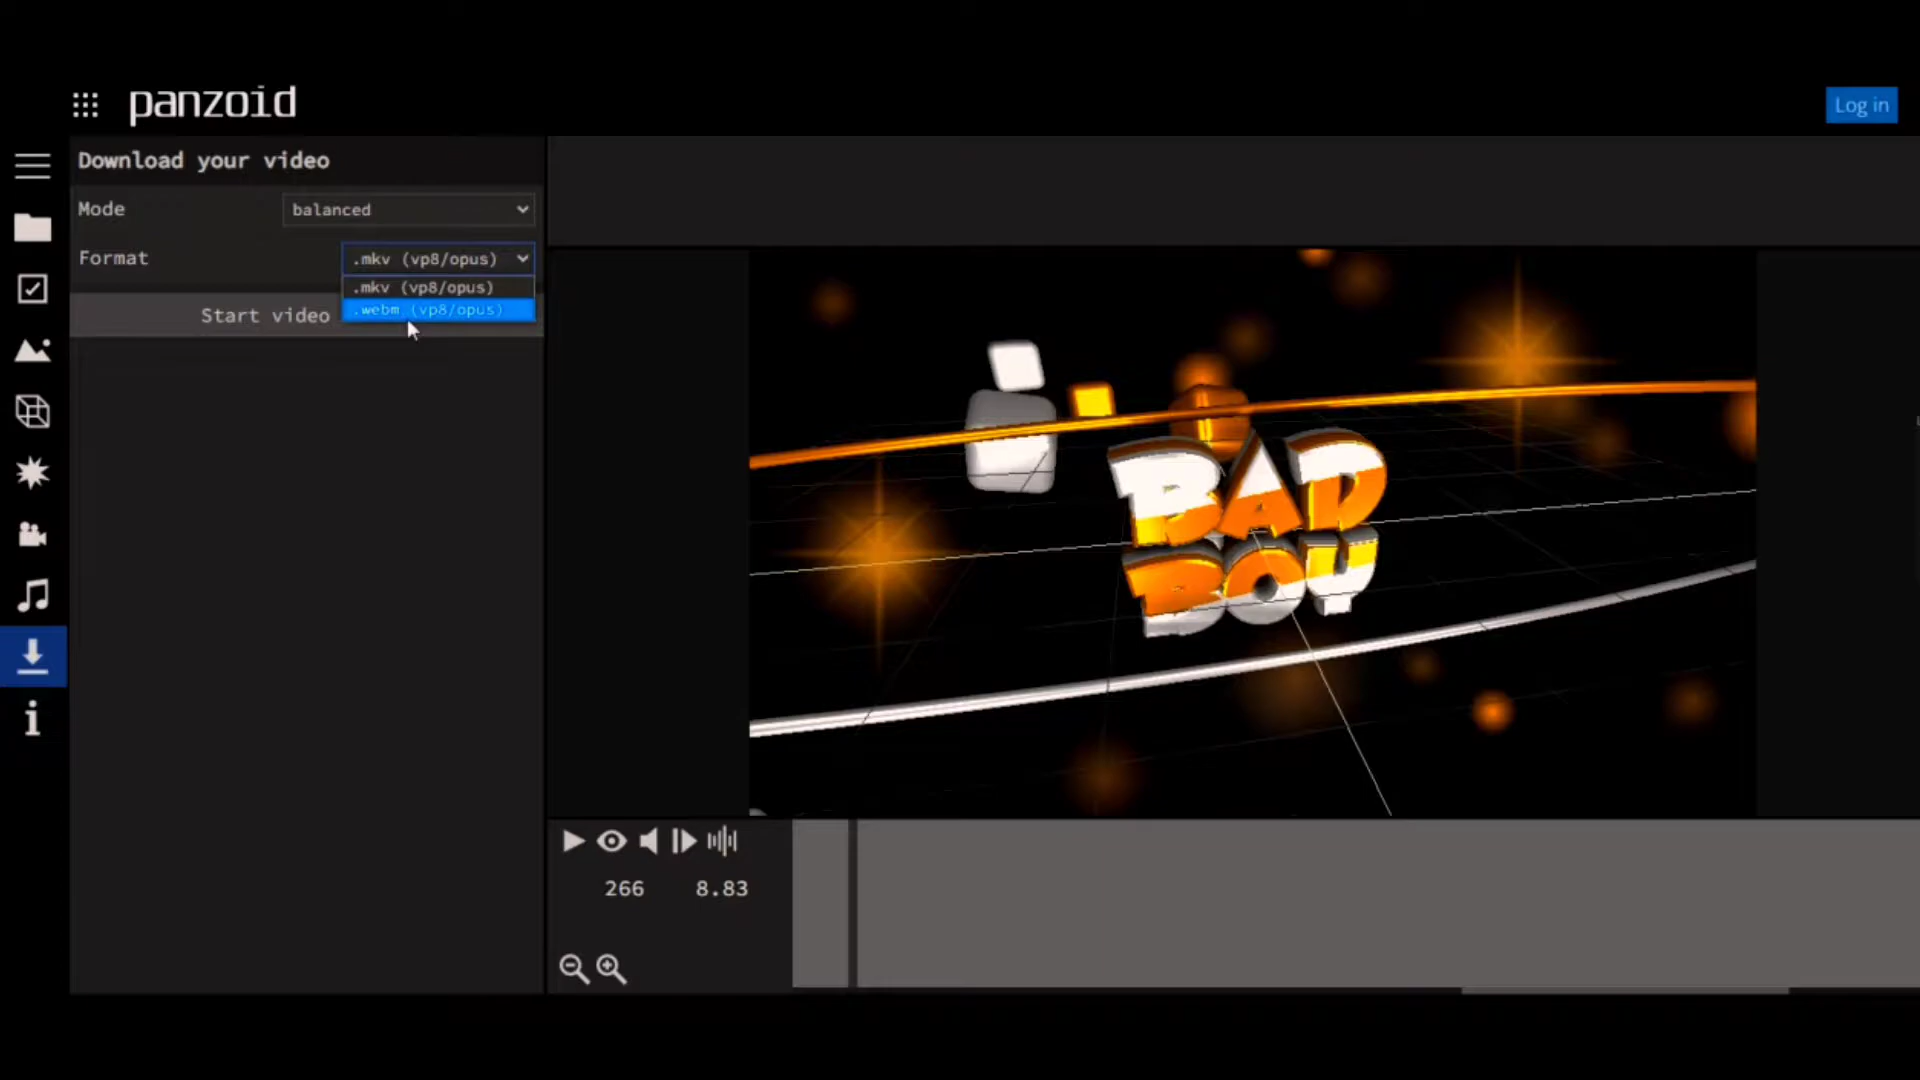 panzoid
Log in
Download your video
Mode
balanced
Format
.mkv (vp8/opus)
.mkv (vp8/opus)
.webm (vp8/opus)
Start video
BAD
BOY
266
8.83